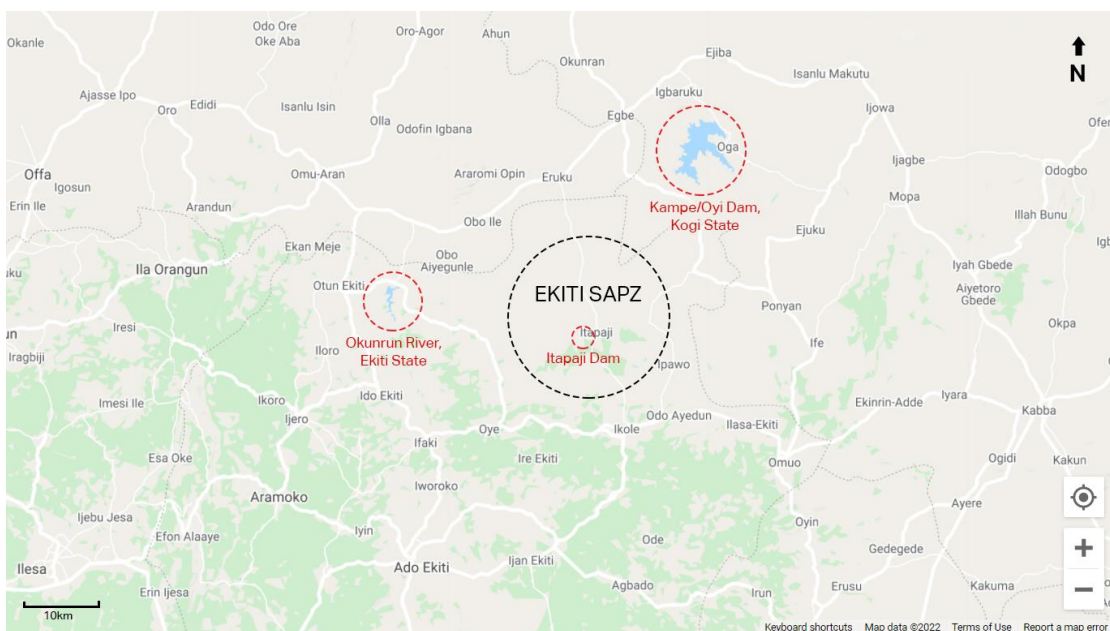 Odo Ore
Oke Aba
Oro-Agor
Ahun
Okanle
Okunran
Ejiba
Isanlu Makutu
N
Ajasse Ipo
Oro
Edidi
Isanlu Isin
Olla
Odofin Igbana
Igbaruku
Egbe
Ijowa
Ofer
Oga
Offa
Igosun
Omu-Aran
Araromi Opin
Eruku
Ijagbe
Odogbo
Erin Ile
Arandun
Obo Ile
Kampe/Oyi Dam,
Kogi State
Mopa
Illah Bunu
Ejuku
Igb
Ekan Meje
Obo
Aiyegunle
Ila Orangun
Iyah Gbede
Otun Ekiti
EKITI SAPZ
Aiyetoro
Gbede
Ponyan
Iresi
Itapaji
Okpa
Ife
Okunrun River,
Ekiti State
Iloro
Itapaji Dam
Iragbiji
Ipawo
Imesi Ile
Ikoro
Ido Ekiti
Ijero
Odo Ayedun
Ekinrin-Adde
Iyara
Kabba
Ilasa-Ekiti
Ifaki
Oye
Ikole
Esa Oke
Ire Ekiti
Omuo
Ogidi
Kakun
Aramoko
Iworoko
Ayere
Ijebu Jesa
Efon Alaaye
Iyin
Oyin
Ode
Ilesa
Ado Ekiti
Ijan Ekiti
Gedegede
Erin Ijesa
Agbado
Erusu
Kakuma
10km
Keyboard shortcuts Map data ©2022 Terms of Use Report a map error